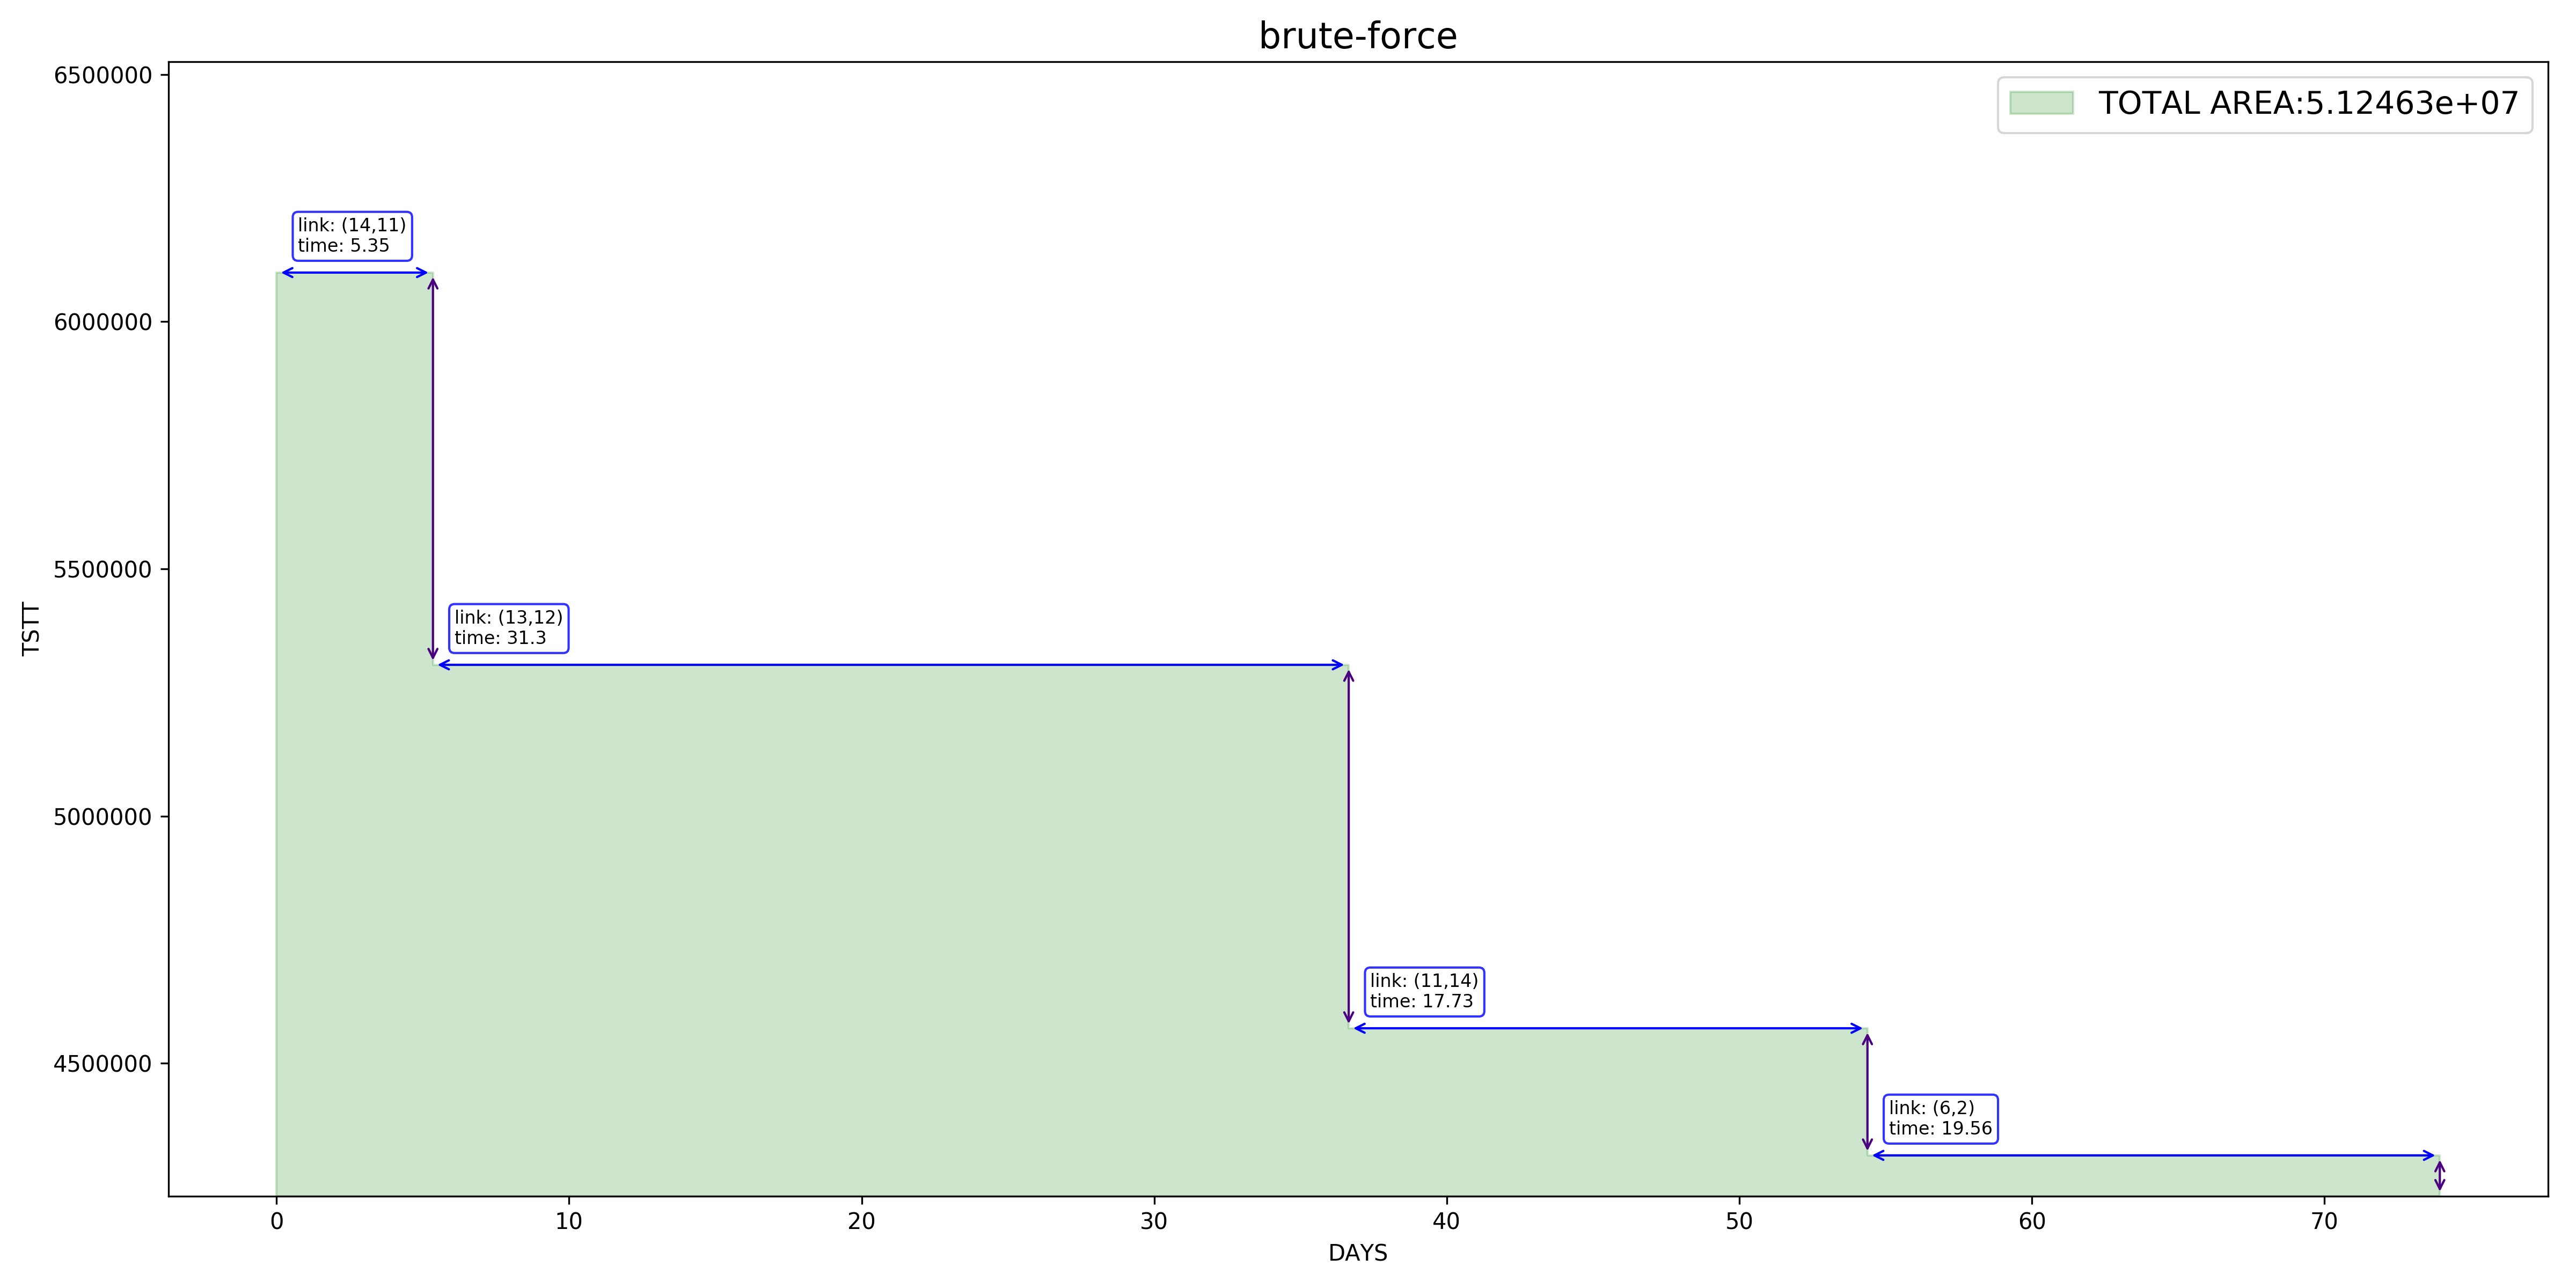 brute-force
6500000
TOTAL AREA:5.12463e+07
link: (14,11)
time: 5.35
6000000
5500000
link: (13,12)
time: 31.3
TSTT
5000000
link: (11,14)
time: 17.73
4500000
link: (6,2)
time: 19.56
0 10 20 30 40 50 60 70
DAYS